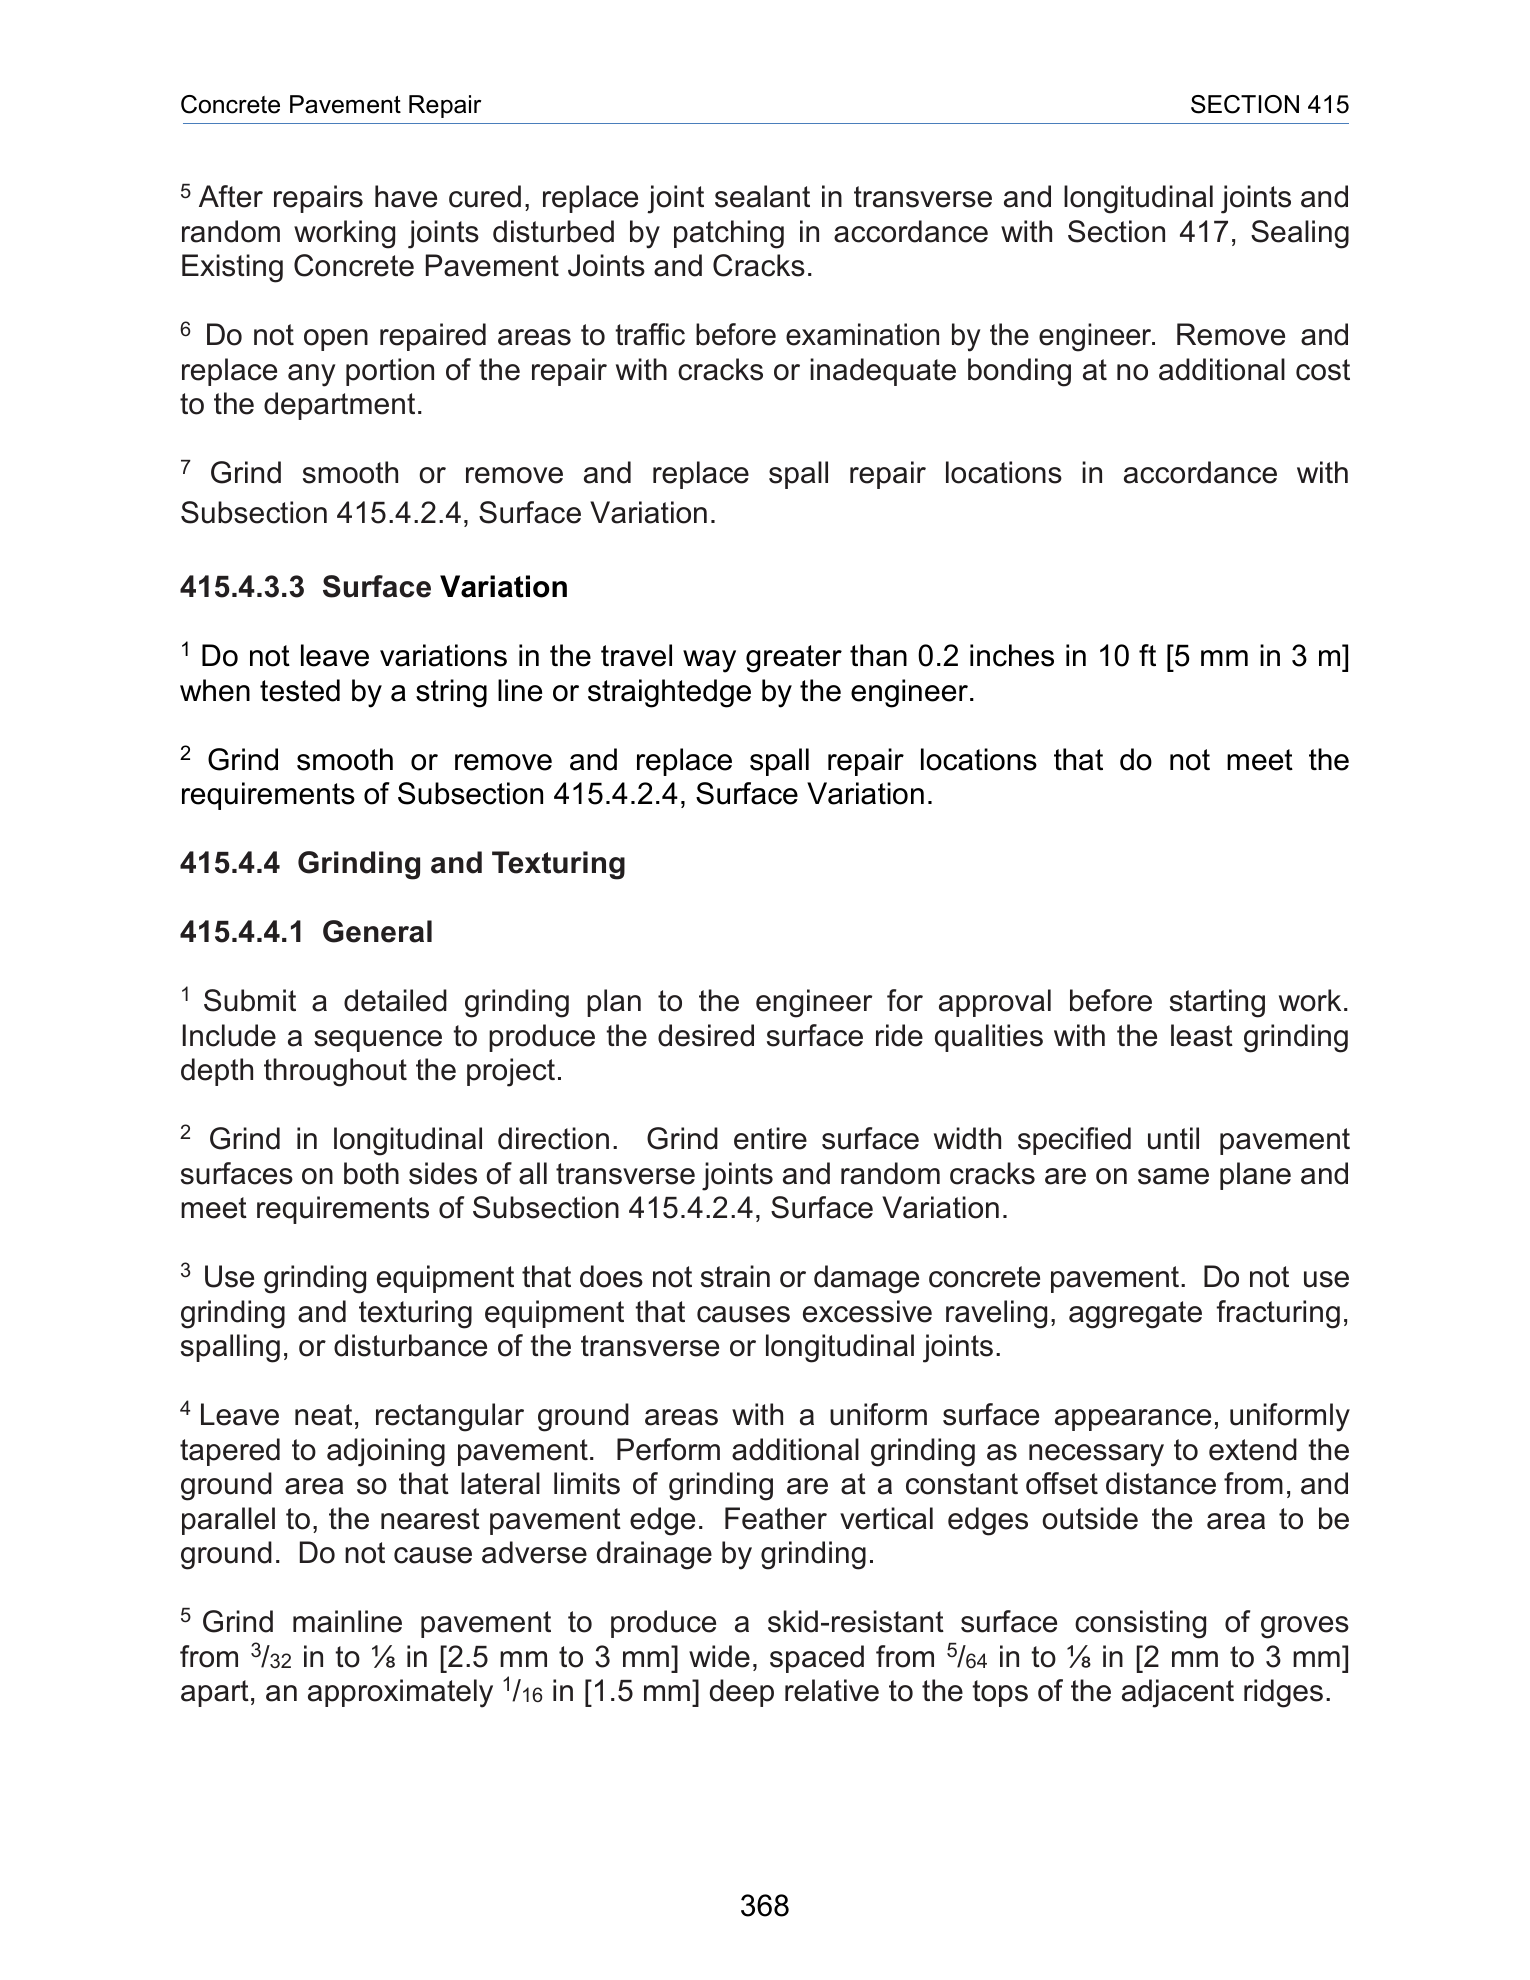 Concrete Pavement Repair SECTION 415
5 After repairs have cured, replace joint sealant in transverse and longitudinal joints and
random working joints disturbed by patching in accordance with Section 417, Sealing
Existing Concrete Pavement Joints and Cracks.
6 Do not open repaired areas to traffic before examination by the engineer. Remove and
replace any portion of the repair with cracks or inadequate bonding at no additional cost
to the department.
7 Grind smooth or remove and replace spall repair locations in accordance with
Subsection 415.4.2.4, Surface Variation.
415.4.3.3 Surface Variation
1 Do not leave variations in the travel way greater than 0.2 inches in 10 ft [5 mm in 3 m]
when tested by a string line or straightedge by the engineer.
2 Grind smooth or remove and replace spall repair locations that do not meet the
requirements of Subsection 415.4.2.4, Surface Variation.
415.4.4 Grinding and Texturing
415.4.4.1 General
1 Submit a detailed grinding plan to the engineer for approval before starting work.
Include a sequence to produce the desired surface ride qualities with the least grinding
depth throughout the project.
2 Grind in longitudinal direction. Grind entire surface width specified until pavement
surfaces on both sides of all transverse joints and random cracks are on same plane and
meet requirements of Subsection 415.4.2.4, Surface Variation.
3 Use grinding equipment that does not strain or damage concrete pavement. Do not use
grinding and texturing equipment that causes excessive raveling, aggregate fracturing,
spalling, or disturbance of the transverse or longitudinal joints.
4 Leave neat, rectangular ground areas with a uniform surface appearance, uniformly
tapered to adjoining pavement. Perform additional grinding as necessary to extend the
ground area so that lateral limits of grinding are at a constant offset distance from, and
parallel to, the nearest pavement edge. Feather vertical edges outside the area to be
ground. Do not cause adverse drainage by grinding.
5 Grind mainline pavement to produce a skid-resistant surface consisting of groves
from 3/32 in to ⅛ in [2.5 mm to 3 mm] wide, spaced from 5/64 in to ⅛ in [2 mm to 3 mm]
apart, an approximately 1/16 in [1.5 mm] deep relative to the tops of the adjacent ridges.
368